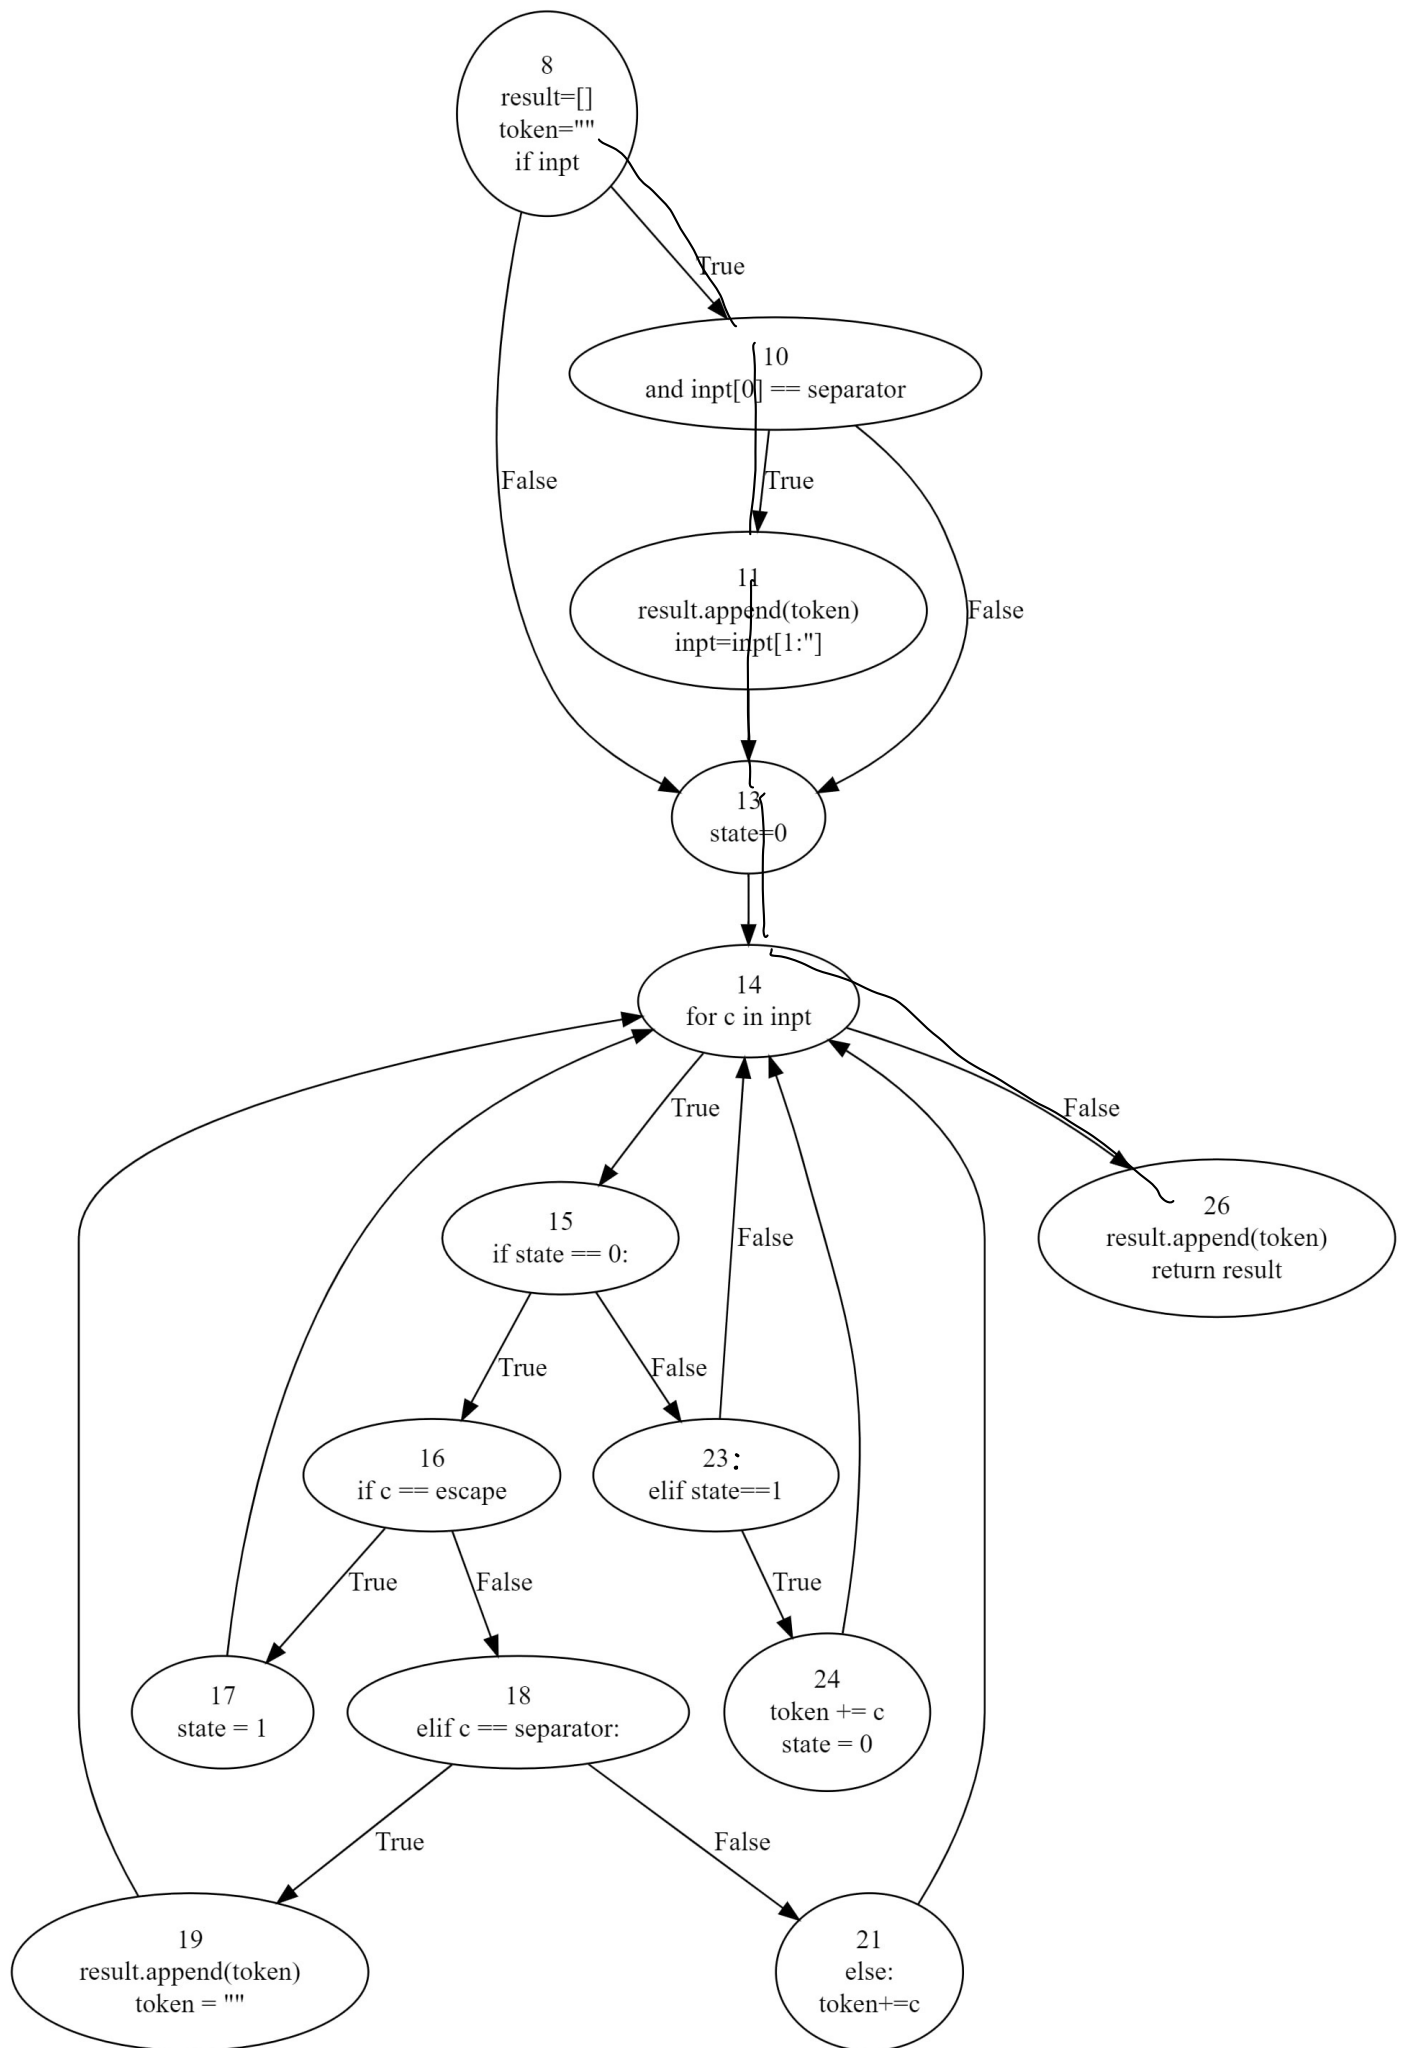 8
result=[]
token=""
if inpt
True
10
and inpt[0] == separator
False
True
11
result.append(token)
inpt=inpt[1:"]
False
13
state=0
14
for c in inpt
True
False
15
if state == 0:
False
26
result.append(token)
return result
True
False
16
if c == escape
23:
elif state==1
True
False
True
17
state = 1
18
elif c == separator:
24
token += c
state = 0
True
False
19
result.append(token)
token = ""
21
else:
token+=c